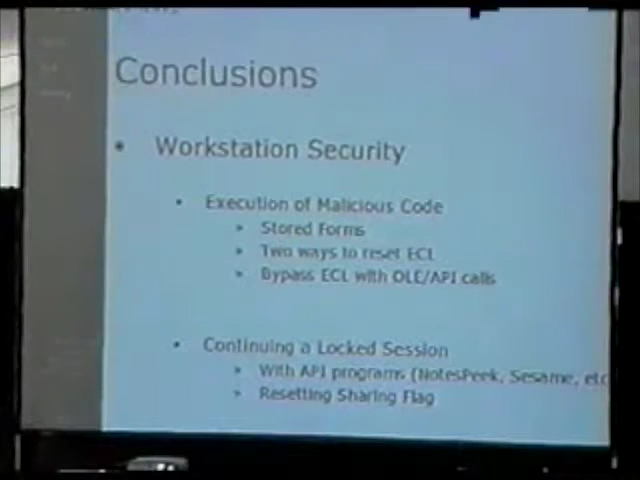 Conclusions
• Workstation Security
• Execution of Malicious Code
• Stored Forms
• Two ways to reset ECL
• Bypass ECL with OLE/API calls
• Continuing a Locked Session
• With API programs (NotesPeek, Sesame, etc
• Resetting Sharing Flag